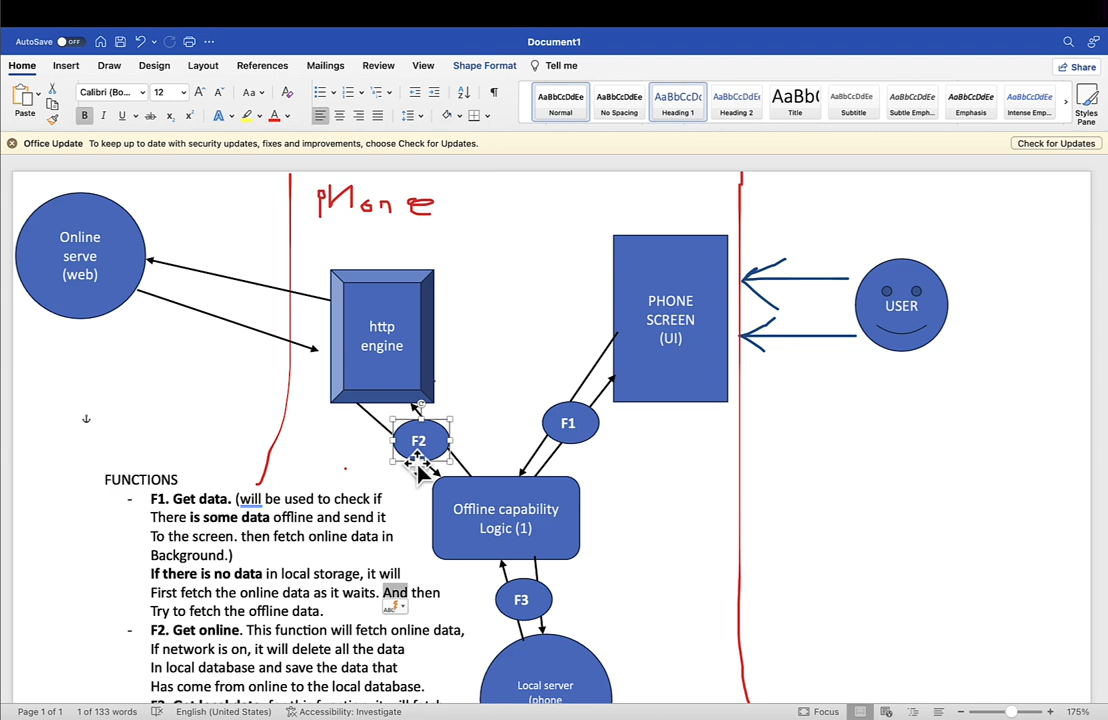 AutoSave OFF
Document1
Home Insert Draw Design Layout References Mailings Review View Shape Format Tell me
Share
Paste
Calibri (Bo... 12
AaBbCcDdEe AaBbCcDdEe AaBbCcDc AaBbCcDdEe AaBb( AaBbCcDdEe AaBbCcDdEe AaBbCcDdEe AaBbCcDdEe
Normal No Spacing Heading 1 Heading 2 Title Subtitle Subtle Emph... Emphasis Intense Emp...
Styles Pane
Office Update To keep up to date with security updates, fixes and improvements, choose Check for Updates.
Check for Updates
phone
Online serve (web)
http engine
PHONE SCREEN (UI)
USER
F1
F2
Offline capability Logic (1)
F3
Local server (phone
FUNCTIONS
- F1. Get data. (will be used to check if
There is some data offline and send it
To the screen. then fetch online data in
Background.)
If there is no data in local storage, it will
First fetch the online data as it waits. And then
Try to fetch the offline data.
- F2. Get online. This function will fetch online data,
If network is on, it will delete all the data
In local database and save the data that
Has come from online to the local database.
Page 1 of 1 1 of 133 words English (United States) Accessibility: Investigate
Focus
175%